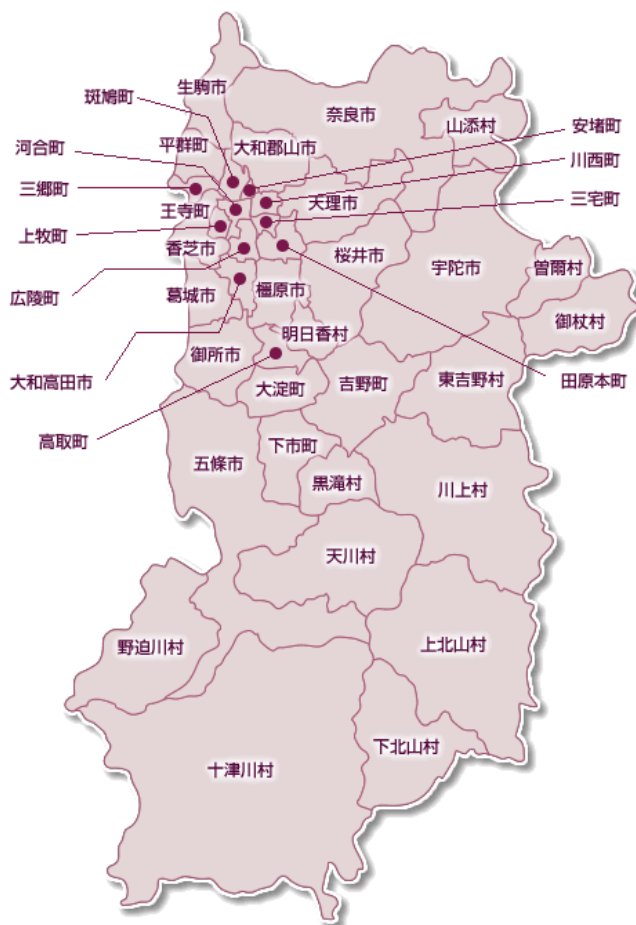 生駒市
奈良市
斑鳩町
山添村
安堵町
平群町
大和郡山市
河合町
川西町
三郷町
天理市
三宅町
王寺町
上牧町
香芝市
桜井市
宇陀市
曽爾村
広陵町
葛城市
橿原市
御杖村
明日香村
御所市
大和高田市
大淀町
吉野町
東吉野村
田原本町
高取町
下市町
五條市
黒滝村
川上村
天川村
野迫川村
上北山村
下北山村
十津川村